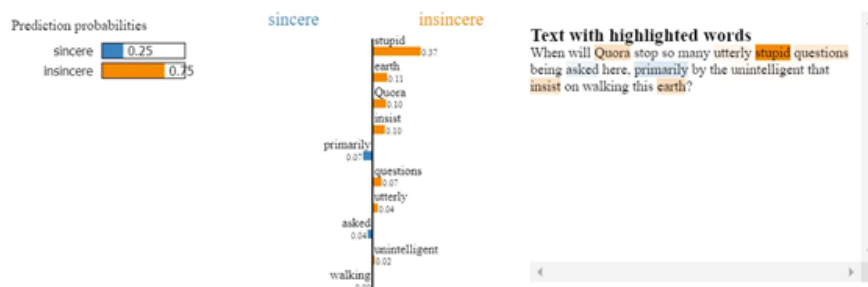 Prediction probabilities
sincere 0.25
insincere 0.75
sincere insincere
stupid
0.37
earth
0.11
Quora
0.10
insist
0.10
primarily
0.07
questions
0.07
utterly
0.04
asked
0.04
unintelligent
0.02
walking
Text with highlighted words
When will Quora stop so many utterly stupid questions
being asked here, primarily by the unintelligent that
insist on walking this earth?